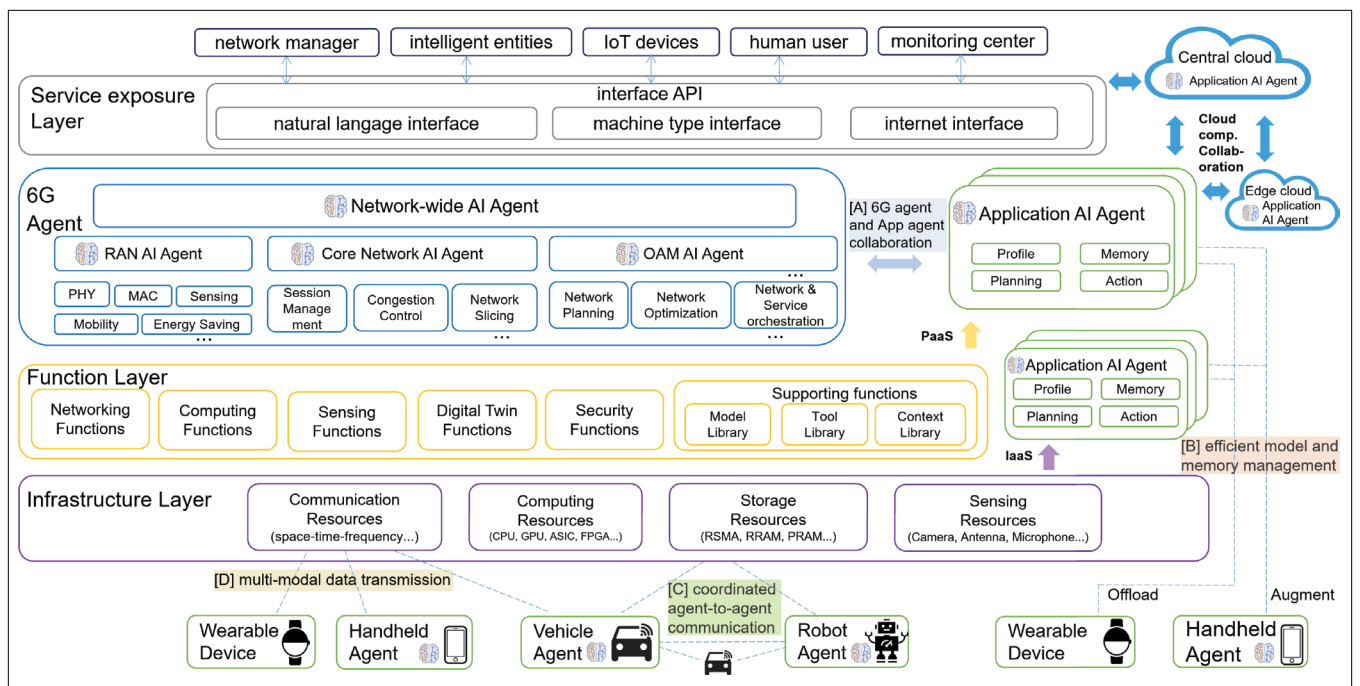 network manager
intelligent entities
IoT devices
human user
monitoring center
Central cloud
Application AI Agent
Service exposure
Layer
interface API
natural langage interface
machine type interface
internet interface
Cloud
comp.
Collab-
oration
Edge cloud
Application
AI Agent
6G
Agent
Network-wide AI Agent
RAN AI Agent
Core Network AI Agent
OAM AI Agent
...
PHY
MAC
Sensing
Mobility
Energy Saving
...
Session
Manage
ment
Congestion
Control
Network
Slicing
...
Network
Planning
Network
Optimization
Network &
Service
orchestration
...
[A] 6G agent
and App agent
collaboration
Application AI Agent
Profile
Memory
Planning
Action
PaaS
Application AI Agent
Profile
Memory
Planning
Action
IaaS
Function Layer
Networking
Functions
Computing
Functions
Sensing
Functions
Digital Twin
Functions
Security
Functions
Supporting functions
Model
Library
Tool
Library
Context
Library
[B] efficient model and
memory management
Infrastructure Layer
Communication
Resources
(space-time-frequency...)
Computing
Resources
(CPU, GPU, ASIC, FPGA...)
Storage
Resources
(RSMA, RRAM, PRAM...)
Sensing
Resources
(Camera, Antenna, Microphone...)
[D] multi-modal data transmission
[C] coordinated
agent-to-agent
communication
Offload
Augment
Wearable
Device
Handheld
Agent
Vehicle
Agent
Robot
Agent
Wearable
Device
Handheld
Agent